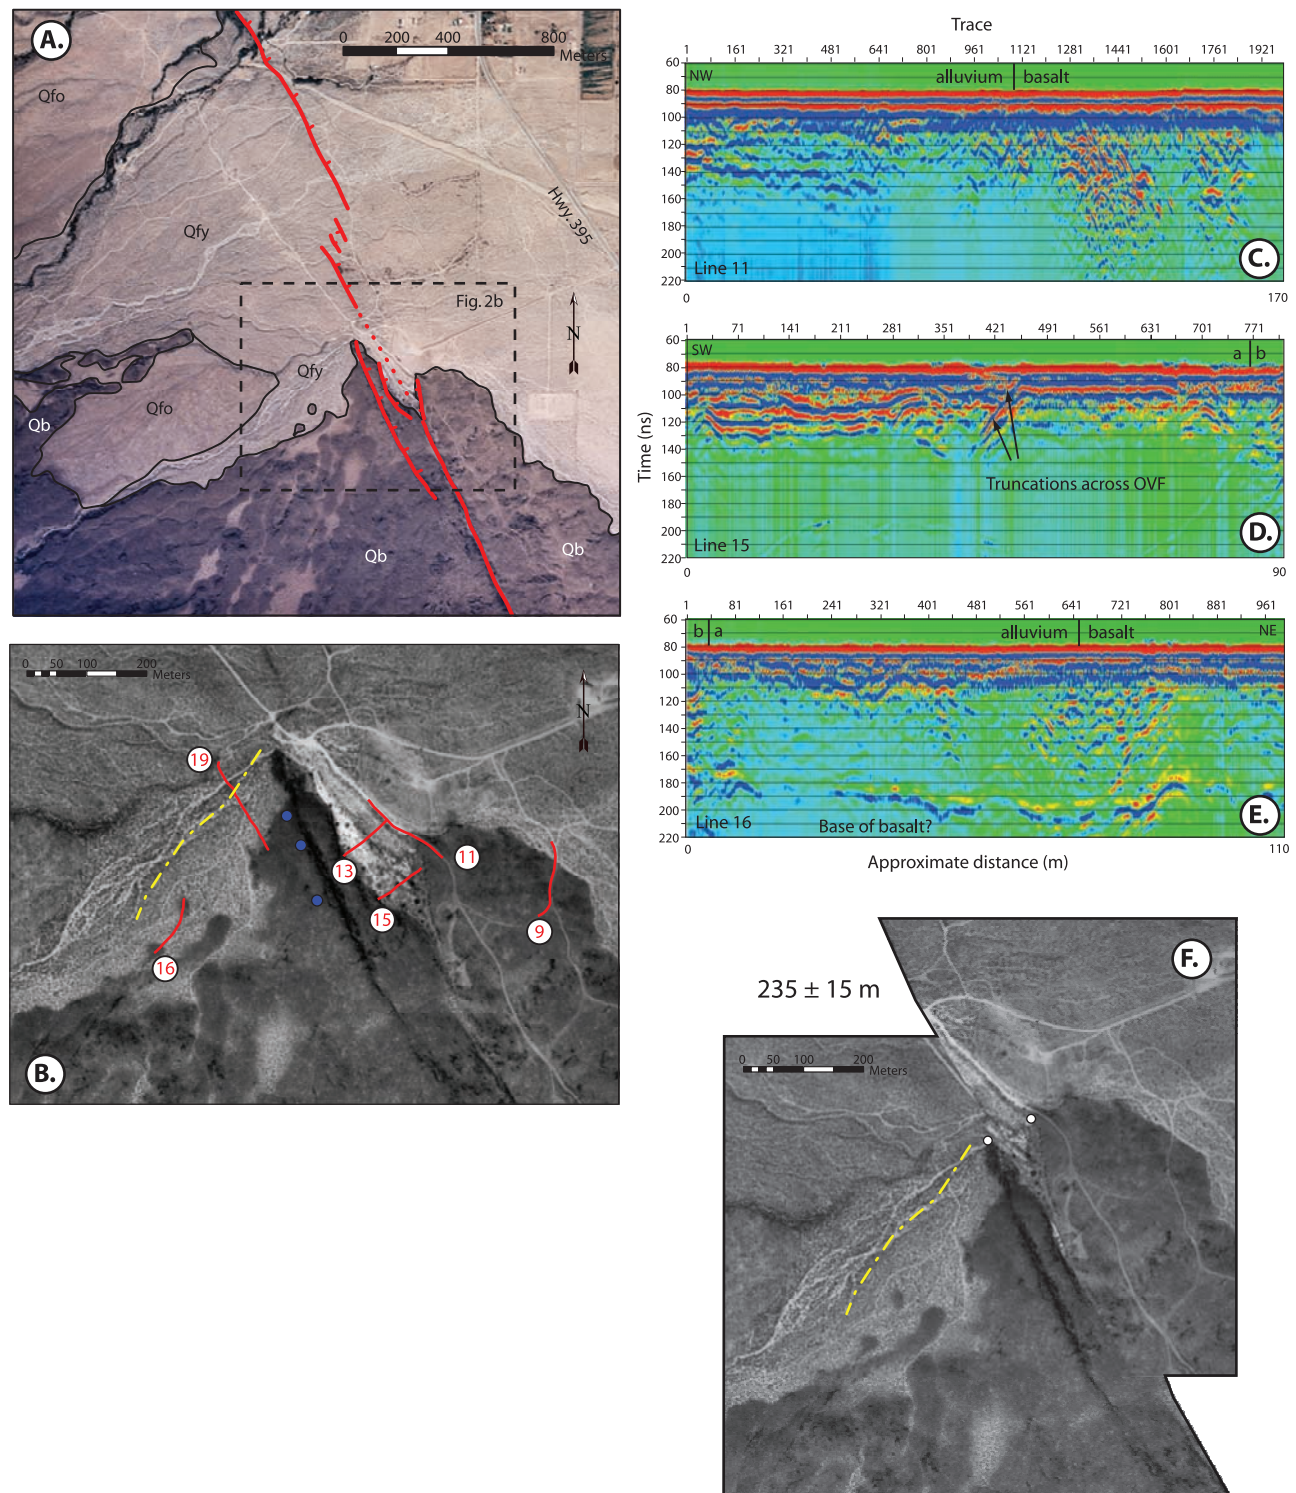 A.
0 200 400 800
Meters
Qfo
Qfy
Hwy. 395
Fig. 2b
N
Qfy
Qfo
Qb
Qb
Qb
0 50 100 200
Meters
N
19
13
11
15
9
16
B.
Trace
1 161 321 481 641 801 961 1121 1281 1441 1601 1761 1921
60
80
100
120
140
160
180
200
220
NW
alluvium basalt
Line 11
C.
0 170
1 71 141 211 281 351 421 491 561 631 701 771
60
80
100
120
140
160
170
180
200
220
SW
a b
Time (ns)
Truncations across OVF
Line 15
D.
0 90
1 81 161 241 321 401 481 561 641 721 801 881 961
60
80
100
120
140
160
180
200
220
b a
alluvium basalt
NE
Line 16
Base of basalt?
E.
0 110
Approximate distance (m)
F.
235 ± 15 m
0 50 100 200
Meters